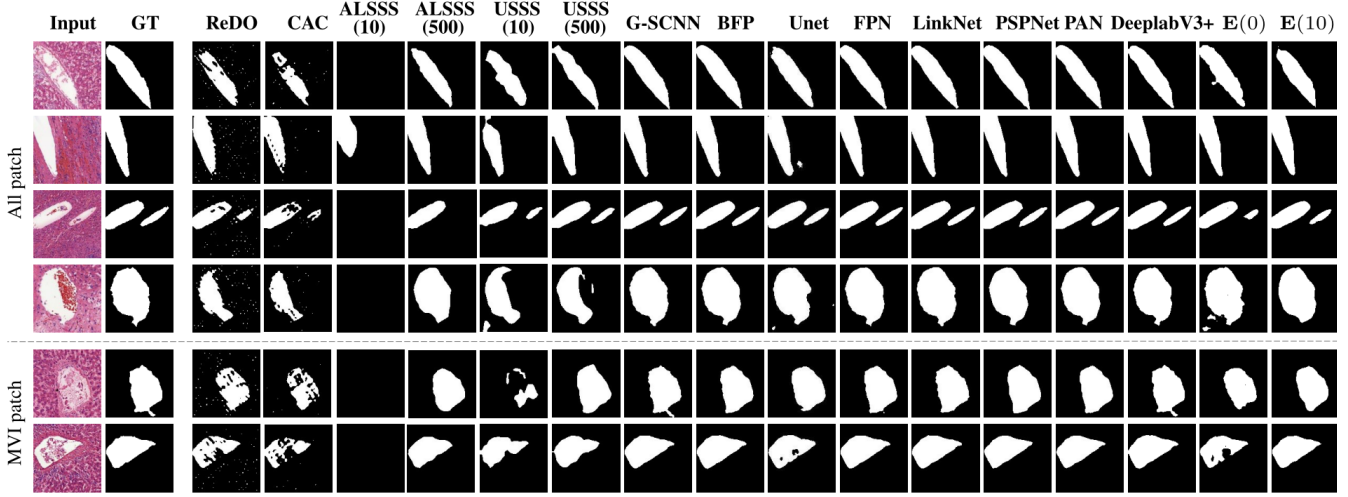 Input GT ReDO CAC ALSSS (10) ALSSS (500) USSS (10) USSS (500) G-SCNN BFP Unet FPN LinkNet PSPNet PAN DeeplabV3+ E(0) E(10)
All patch
MVI patch